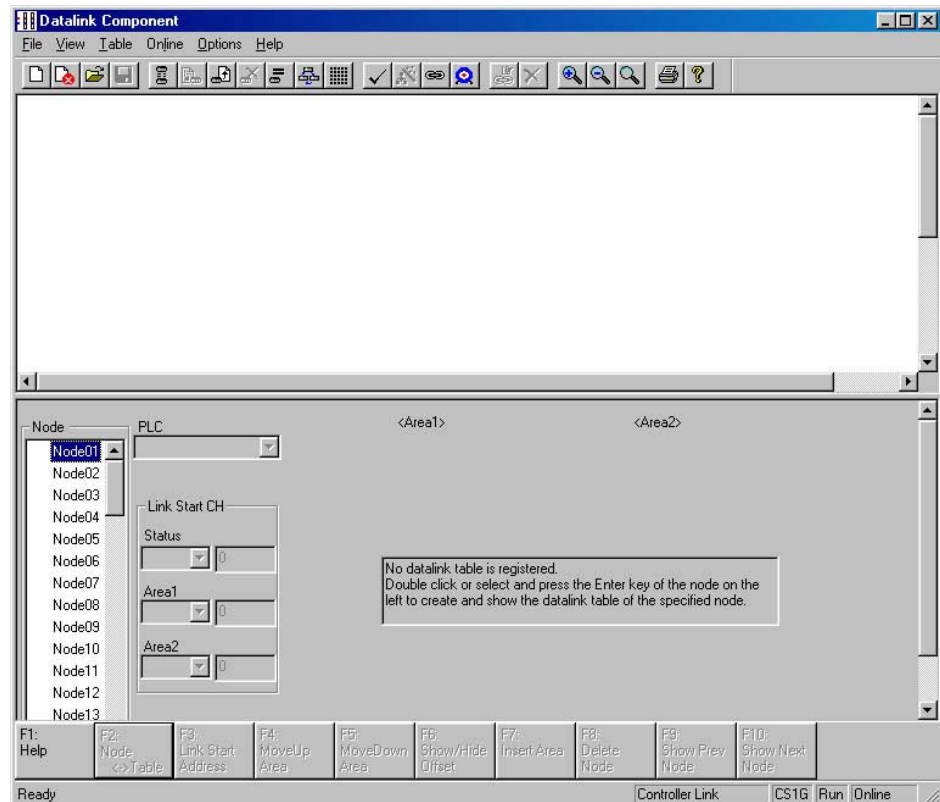 Datalink Component
File View Table Online Options Help
<Area1> <Area2>
Node
PLC
Node01
Node02
Node03
Node04
Node05
Node06
Node07
Node08
Node09
Node10
Node11
Node12
Node13
Link Start CH
Status
0
Area1
0
Area2
0
No datalink table is registered.
Double click or select and press the Enter key of the node on the
left to create and show the datalink table of the specified node.
F1:
Help
F2:
Node
<->Table
F3:
Link Start
Address
F4:
MoveUp
Area
F5:
MoveDown
Area
F6:
Show/Hide
Offset
F7:
Insert Area
F8:
Delete
Node
F9:
Show Prev
Node
F10:
Show Next
Node
Ready Controller Link CS1G Run Online